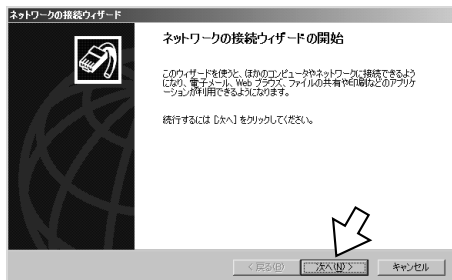 ネットワークの接続ウィザード
ネットワークの接続ウィザードの開始
このウィザードを使うと、ほかのコンピュータやネットワークに接続できるよう
になり、電子メール、Web ブラウズ、ファイルの共有や印刷などのアプリケ
ーションが利用できるようになります。
続行するには [次へ] をクリックしてください。
< 戻る(B)
次へ(N) >
キャンセル